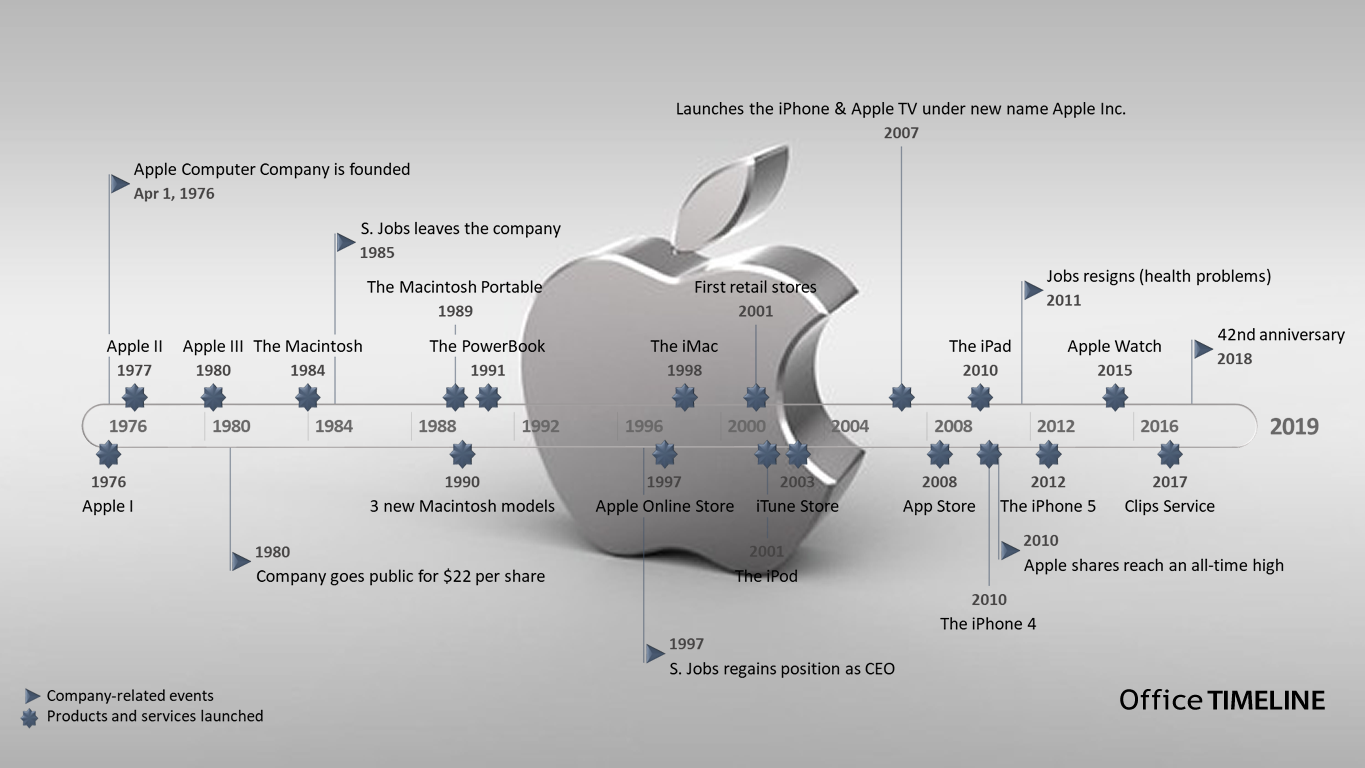 Launches the iPhone & Apple TV under new name Apple Inc.
2007
Apple Computer Company is founded
Apr 1, 1976
S. Jobs leaves the company
1985
The Macintosh Portable
1989
First retail stores
2001
Jobs resigns (health problems)
2011
42nd anniversary
2018
Apple II
1977
Apple III
1980
The Macintosh
1984
The PowerBook
1991
The iMac
1998
The iPad
2010
Apple Watch
2015
1976 1980 1984 1988 1992 1996 2000 2004 2008 2012 2016 2019
1976
Apple I
1990
3 new Macintosh models
1997
Apple Online Store
2003
iTune Store
2008
App Store
2012
The iPhone 5
2017
Clips Service
1980
Company goes public for $22 per share
2001
The iPod
2010
Apple shares reach an all-time high
2010
The iPhone 4
1997
S. Jobs regains position as CEO
Company-related events
Products and services launched
Office TIMELINE